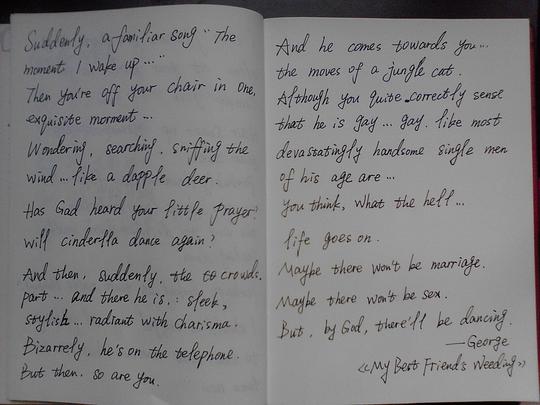 Suddenly, a familiar song " The
moment I wake up ... "
Then you're off your chair in one,
exquisite morment ...
Wondering, searching, sniffing the
wind ... like a dapple deer.
Has God heard your little prayer?
will cinderlla dance again?
And then, suddenly, the crowds.
part ... and there he is,: sleek,
stylish ... radiant with charisma.
Bizarrely, he's on the telephone.
But then, so are you.
And he comes towards you ...
the moves of a jungle cat.
Although you quite correctly sense
that he is gay ... gay. like most
devastatingly handsome single men
of his age are ...
you think, what the hell ...
life goes on.
Maybe there won't be marriage.
Maybe there won't be sex.
But, by God, there'll be dancing.
—George
《My Best Friends Weeding》